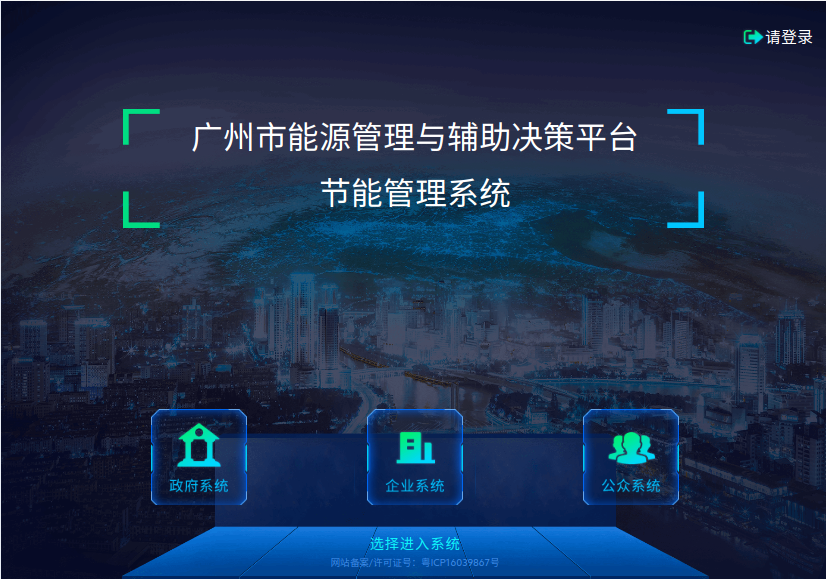 请登录
广州市能源管理与辅助决策平台
节能管理系统
政府系统
企业系统
公众系统
选择进入系统
网站备案/许可证号：粤ICP16039867号